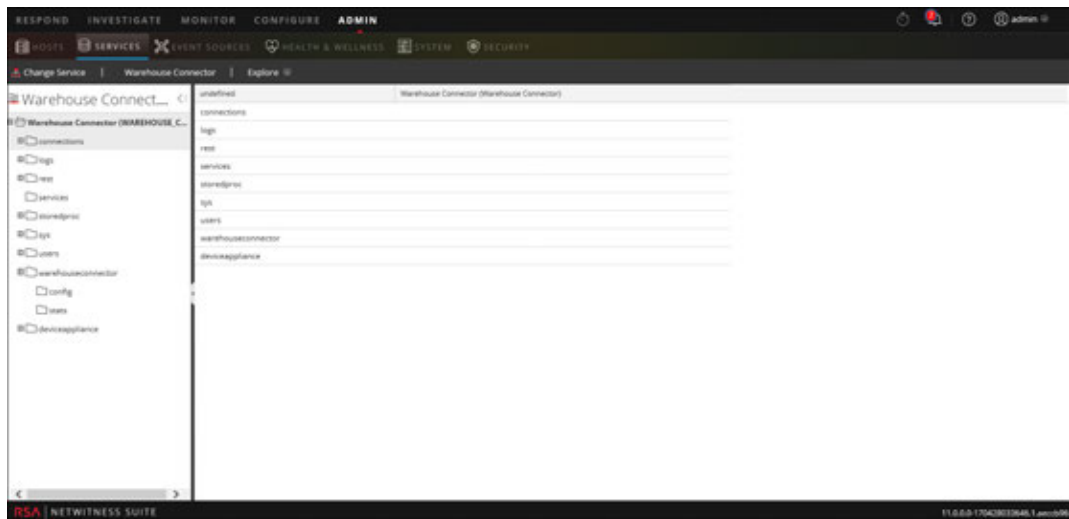 RESPOND INVESTIGATE MONITOR CONFIGURE ADMIN admin
HOSTS SERVICES EVENT SOURCES HEALTH & WELLNESS SYSTEM SECURITY
Change Service | Warehouse Connector | Explore
Warehouse Connect...
Warehouse Connector (WAREHOUSE_C...
connections
logs
rest
services
storedproc
sys
users
warehouseconnector
config
stats
deviceappliance
undefined Warehouse Connector (Warehouse Connector)
connections
logs
rest
services
storedproc
sys
users
warehouseconnector
deviceappliance
RSA | NETWITNESS SUITE